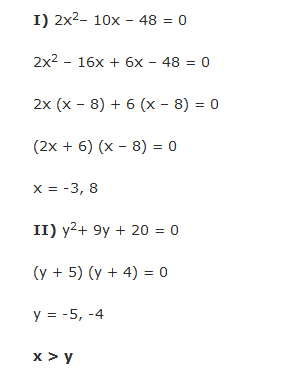 I) 2x²– 10x – 48 = 0
2x² – 16x + 6x – 48 = 0
2x (x – 8) + 6 (x – 8) = 0
(2x + 6) (x – 8) = 0
x = -3, 8
II) y²+ 9y + 20 = 0
(y + 5) (y + 4) = 0
y = -5, -4
x > y